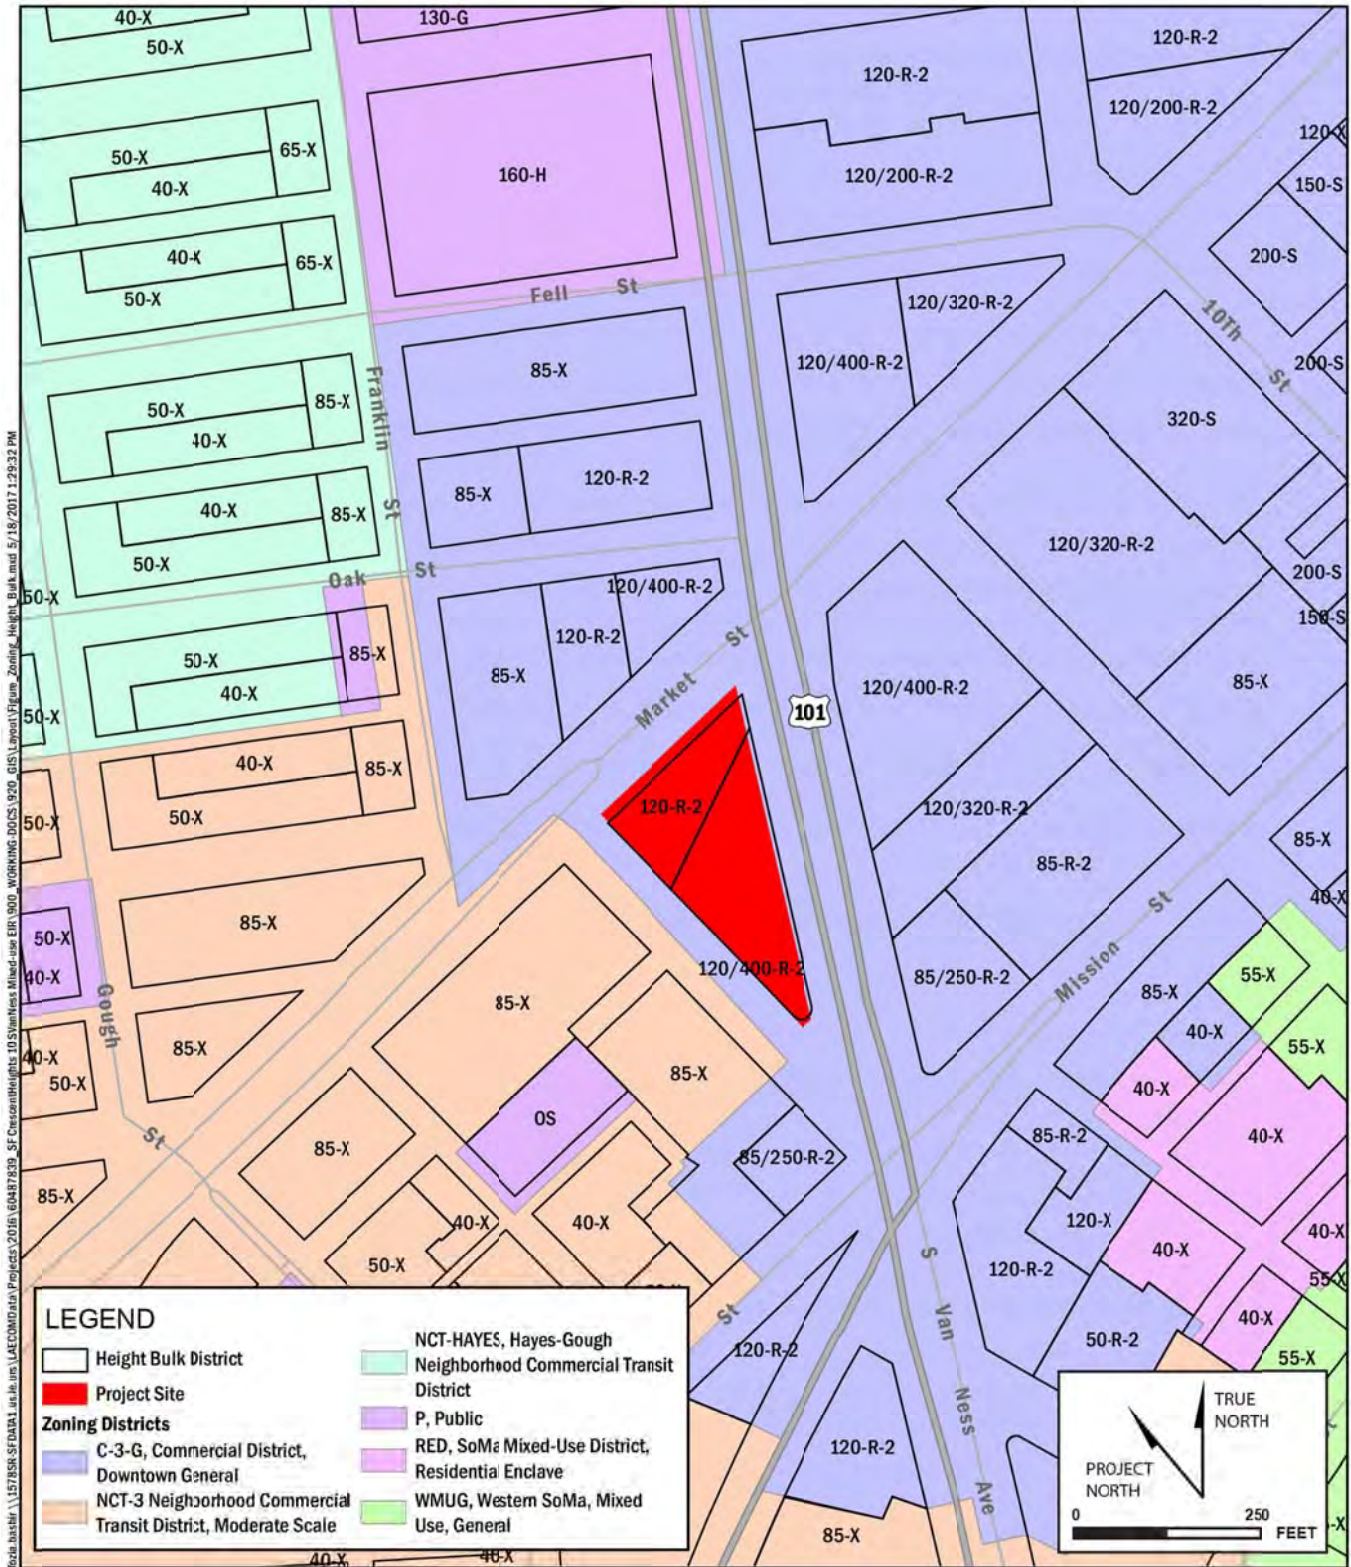 40-X
130-G
50-X
120-R-2
120-R-2
120/200-R-2
120-X
50-X
65-X
160-H
120/200-R-2
150-S
40-X
40-X
65-X
200-S
50-X
Fell St
120/320-R-2
10Th St
120/400-R-2
200-S
85-X
Franklin St
50-X
85-X
320-S
40-X
85-X
120-R-2
40-X
85-X
120/320-R-2
50-X
Oak St
120/400-R-2
200-S
50-X
150-S
120-R-2
Market St
50-X
85-X
85-X
120/400-R-2
85-X
40-X
50-X
101
40-X
85-X
120-R-2
120/320-R-2
50-X
50-X
85-X
85-R-2
85-X
40-X
85-X
50-X
St
120/400-R-2
85/250-R-2
Mission
55-X
40-X
85-X
85-X
Gough
40-X
85-X
40-X
55-X
50-X
85-X
40-X
OS
St
85-X
85-R-2
40-X
85/250-R-2
85-X
40-X
40-X
120-X
40-X
40-X
50-X
120-R-2
55-X
St
S Van Ness Ave
40-X
120-R-2
50-R-2
55-X
120-R-2
85-X
40-X
40-X
-X
LEGEND
Height Bulk District
Project Site
Zoning Districts
C-3-G, Commercial District,
Downtown General
NCT-3 Neighborhood Commercial
Transit District, Moderate Scale
NCT-HAYES, Hayes-Gough
Neighborhood Commercial Transit
District
P, Public
RED, SoMa Mixed-Use District,
Residential Enclave
WMUG, Western SoMa, Mixed
Use, General
TRUE
NORTH
PROJECT
NORTH
0 250
FEET